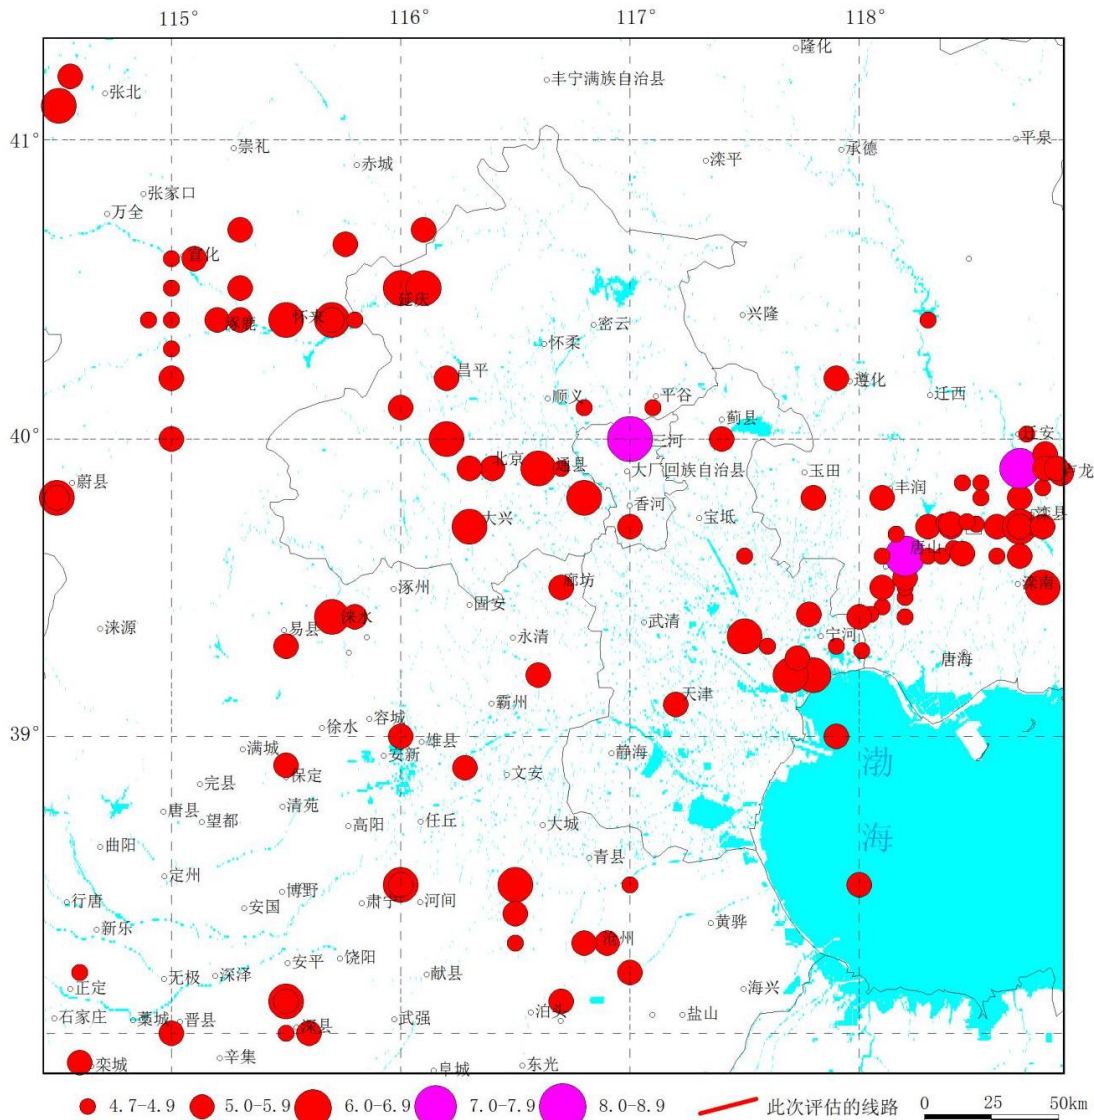 115° 116° 117° 118°
隆化
丰宁满族自治县
张北
41°
平泉
崇礼
承德
滦平
赤城
张家口
万全
宣化
延庆
怀来
涿鹿
密云
兴隆
怀柔
昌平
遵化
顺义
平谷
迁西
蓟县
40°
三河
迁安
北京
通县
大厂回族自治县
玉田
卢龙
蔚县
丰润
香河
大兴
宝坻
滦县
唐山
廊坊
滦南
涿州
固安
涞水
武清
涞源
易县
永清
宁河
唐海
霸州
天津
容城
徐水
39°
雄县
满城
安新
静海
渤
保定
文安
完县
清苑
唐县
望都
高阳
任丘
大城
海
曲阳
青县
定州
博野
行唐
安国
肃宁
河间
新乐
黄骅
沧州
饶阳
安平
无极
深泽
献县
正定
海兴
石家庄
藁城
晋县
深县
武强
泊头
盐山
栾城
辛集
阜城
东光
4.7-4.9 5.0-5.9 6.0-6.9 7.0-7.9 8.0-8.9 此次评估的线路 0 25 50km